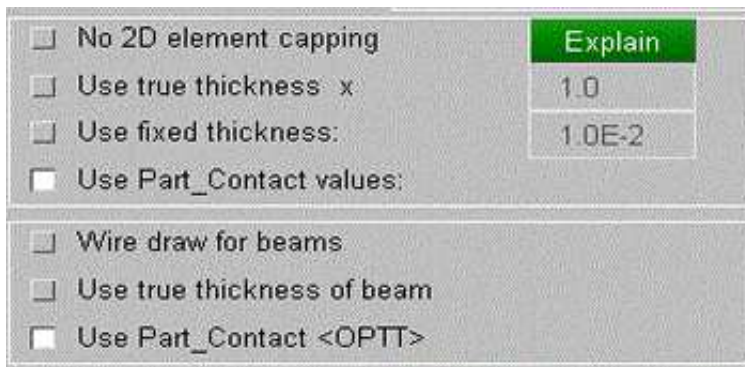 No 2D element capping Explain
Use true thickness x 1.0
Use fixed thickness: 1.0E-2
Use Part_Contact values:
Wire draw for beams
Use true thickness of beam
Use Part_Contact <OPTT>